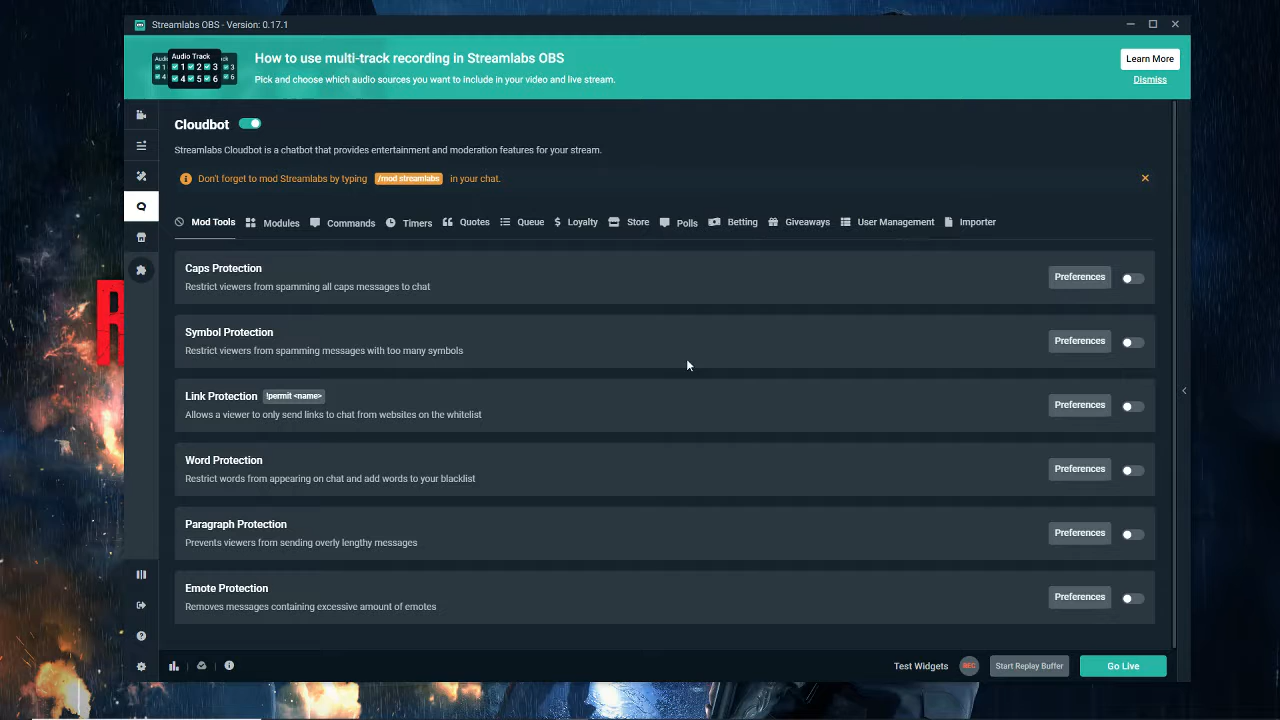 Streamlabs OBS - Version: 0.17.1
Audio Track
1 2 3
4 5 6
How to use multi-track recording in Streamlabs OBS
Pick and choose which audio sources you want to include in your video and live stream.
Learn More
Dismiss
Cloudbot
Streamlabs Cloudbot is a chatbot that provides entertainment and moderation features for your stream.
Don't forget to mod Streamlabs by typing /mod streamlabs in your chat.
Mod Tools Modules Commands Timers Quotes Queue Loyalty Store Polls Betting Giveaways User Management Importer
Caps Protection
Restrict viewers from spamming all caps messages to chat
Preferences
Symbol Protection
Restrict viewers from spamming messages with too many symbols
Preferences
Link Protection !permit <name>
Allows a viewer to only send links to chat from websites on the whitelist
Preferences
Word Protection
Restrict words from appearing on chat and add words to your blacklist
Preferences
Paragraph Protection
Prevents viewers from sending overly lengthy messages
Preferences
Emote Protection
Removes messages containing excessive amount of emotes
Preferences
Test Widgets REC Start Replay Buffer Go Live